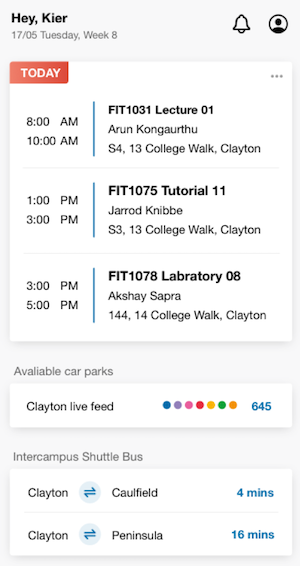 Hey, Kier
17/05 Tuesday, Week 8
TODAY
8:00 AM
10:00 AM
FIT1031 Lecture 01
Arun Kongaurthu
S4, 13 College Walk, Clayton
1:00 PM
3:00 PM
FIT1075 Tutorial 11
Jarrod Knibbe
S3, 13 College Walk, Clayton
3:00 PM
5:00 PM
FIT1078 Labratory 08
Akshay Sapra
144, 14 College Walk, Clayton
Avaliable car parks
Clayton live feed 645
Intercampus Shuttle Bus
Clayton Caulfield 4 mins
Clayton Peninsula 16 mins